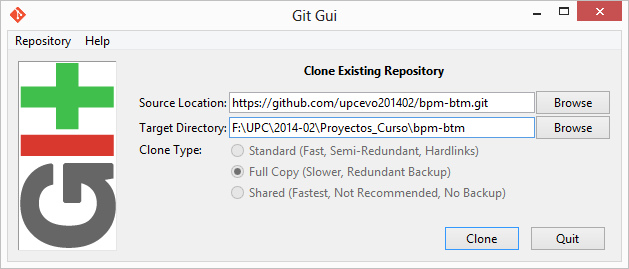 Git Gui
Repository Help
Clone Existing Repository
Source Location: https://github.com/upcevo201402/bpm-btm.git Browse
Target Directory: F:\UPC\2014-02\Proyectos_Curso\bpm-btm Browse
Clone Type: Standard (Fast, Semi-Redundant, Hardlinks)
Full Copy (Slower, Redundant Backup)
Shared (Fastest, Not Recommended, No Backup)
Clone Quit
GIT